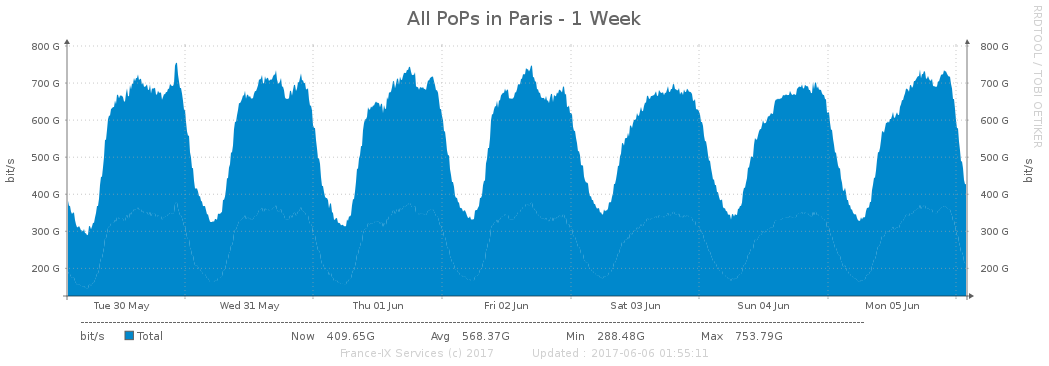 All PoPs in Paris - 1 Week
RRDTOOL / TOBI OETIKER
bit/s
800 G
700 G
600 G
500 G
400 G
300 G
200 G
800 G
700 G
600 G
500 G
400 G
300 G
200 G
bit/s
Tue 30 May Wed 31 May Thu 01 Jun Fri 02 Jun Sat 03 Jun Sun 04 Jun Mon 05 Jun
bit/s Total Now 409.65G Avg 568.37G Min 288.48G Max 753.79G
France-IX Services (c) 2017 Updated : 2017-06-06 01:55:11